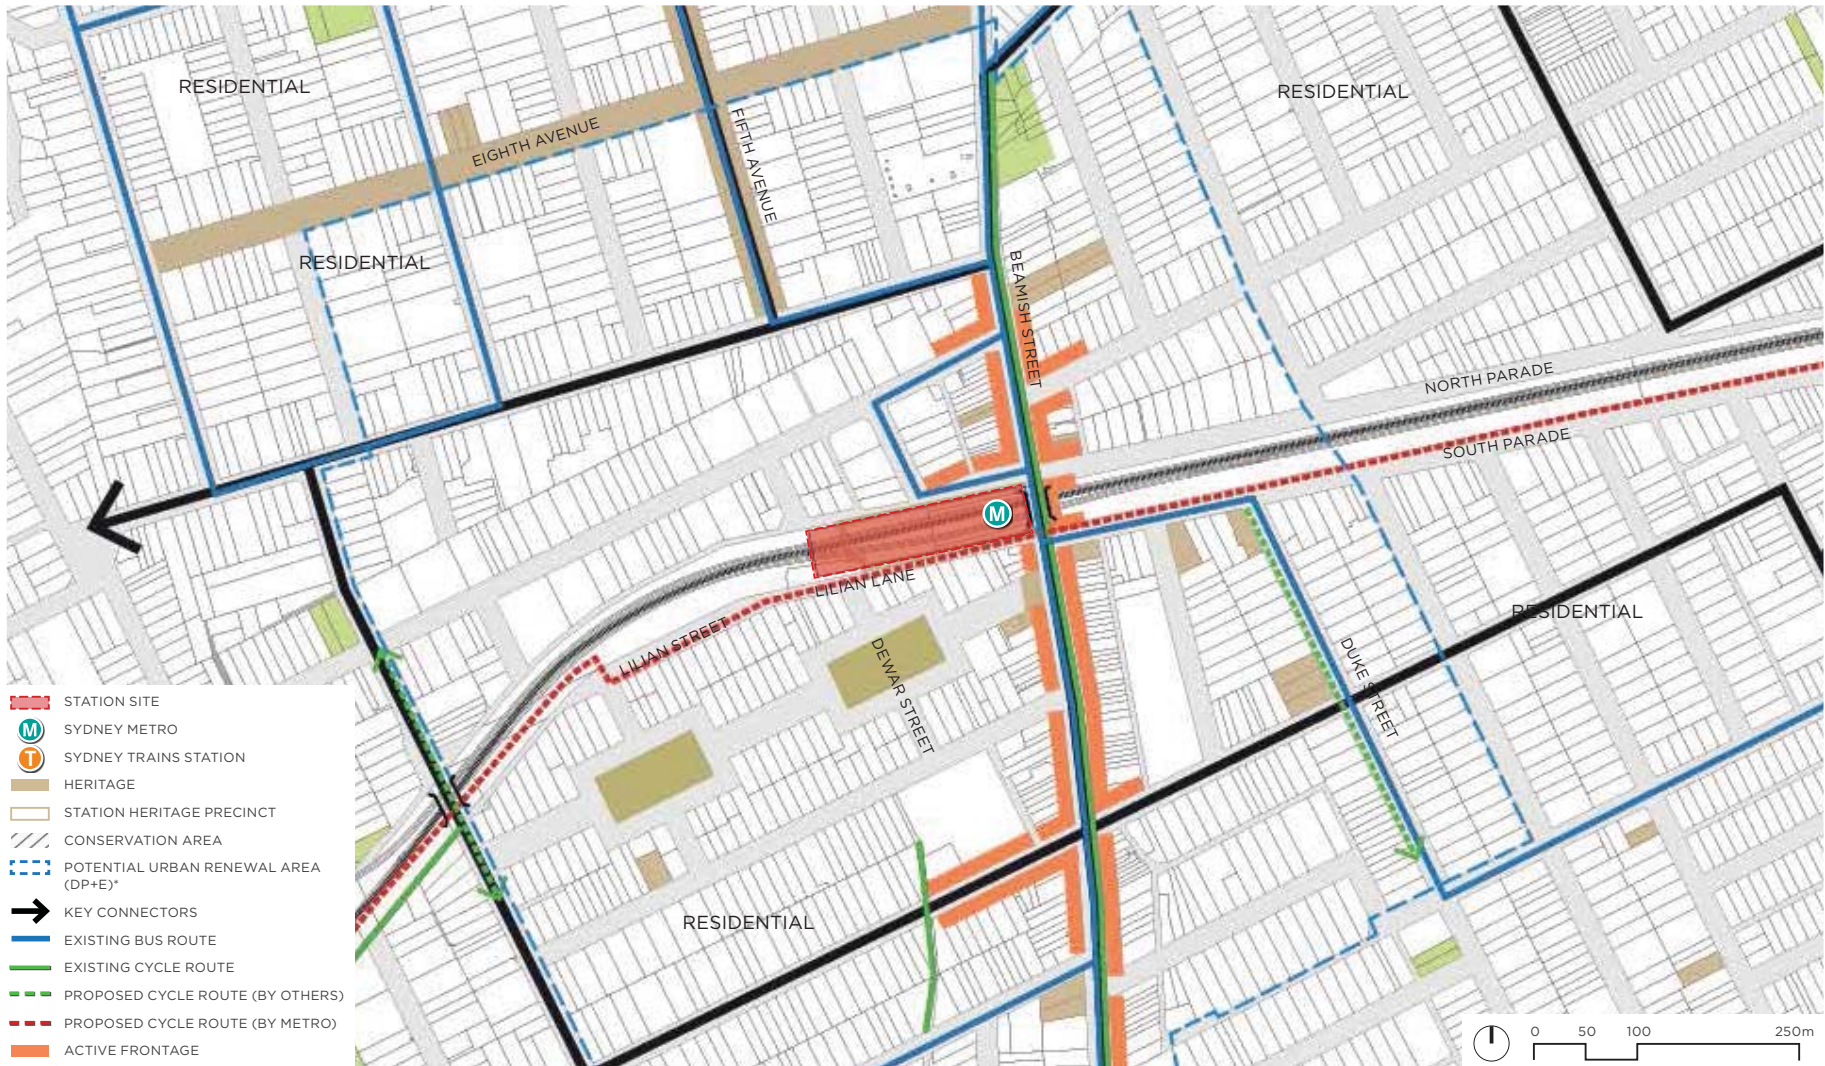 RESIDENTIAL
RESIDENTIAL
EIGHTH AVENUE
FIFTH AVENUE
RESIDENTIAL
BEAMISH STREET
NORTH PARADE
SOUTH PARADE
M
LILIAN LANE
LILIAN STREET
DEWAR STREET
DUKE STREET
RESIDENTIAL
RESIDENTIAL
STATION SITE
M
SYDNEY METRO
T
SYDNEY TRAINS STATION
HERITAGE
STATION HERITAGE PRECINCT
CONSERVATION AREA
POTENTIAL URBAN RENEWAL AREA
(DP+E)*
KEY CONNECTORS
EXISTING BUS ROUTE
EXISTING CYCLE ROUTE
PROPOSED CYCLE ROUTE (BY OTHERS)
PROPOSED CYCLE ROUTE (BY METRO)
ACTIVE FRONTAGE
0 50 100 250m